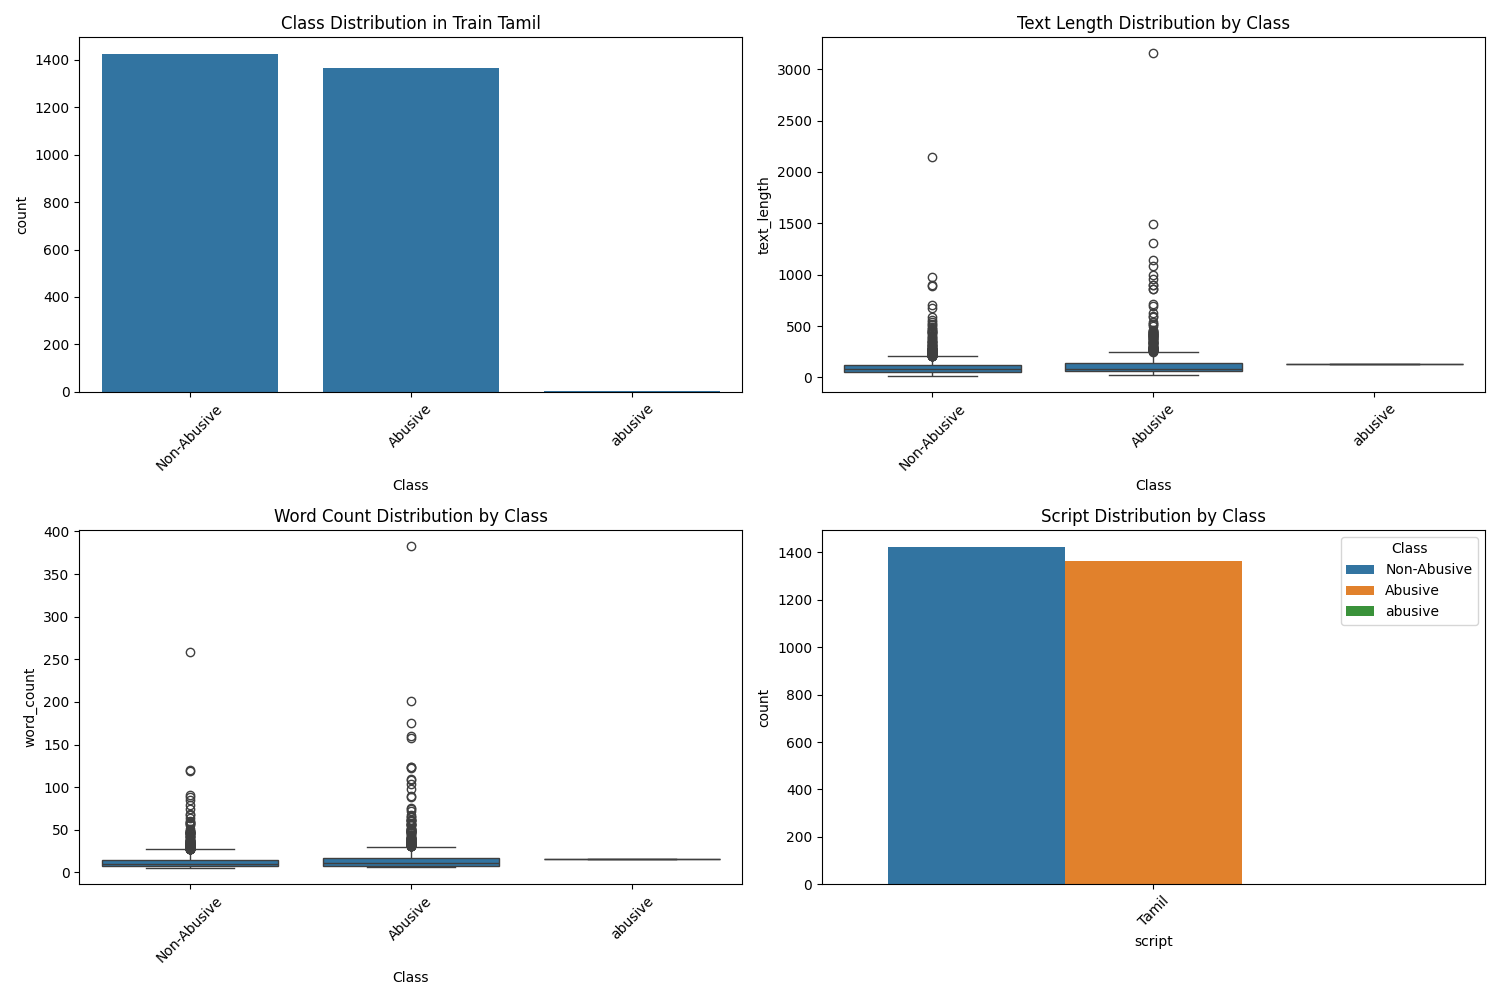 Class Distribution in Train Tamil
1400
1200
1000
800
600
400
200
0
count
Non-Abusive
Abusive
abusive
Class
Text Length Distribution by Class
3000
2500
2000
1500
1000
500
0
text_length
Non-Abusive
Abusive
abusive
Class
Word Count Distribution by Class
400
350
300
250
200
150
100
50
0
word_count
Non-Abusive
Abusive
abusive
Class
Script Distribution by Class
1400
1200
1000
800
600
400
200
0
count
Class
Non-Abusive
Abusive
abusive
Tamil
script